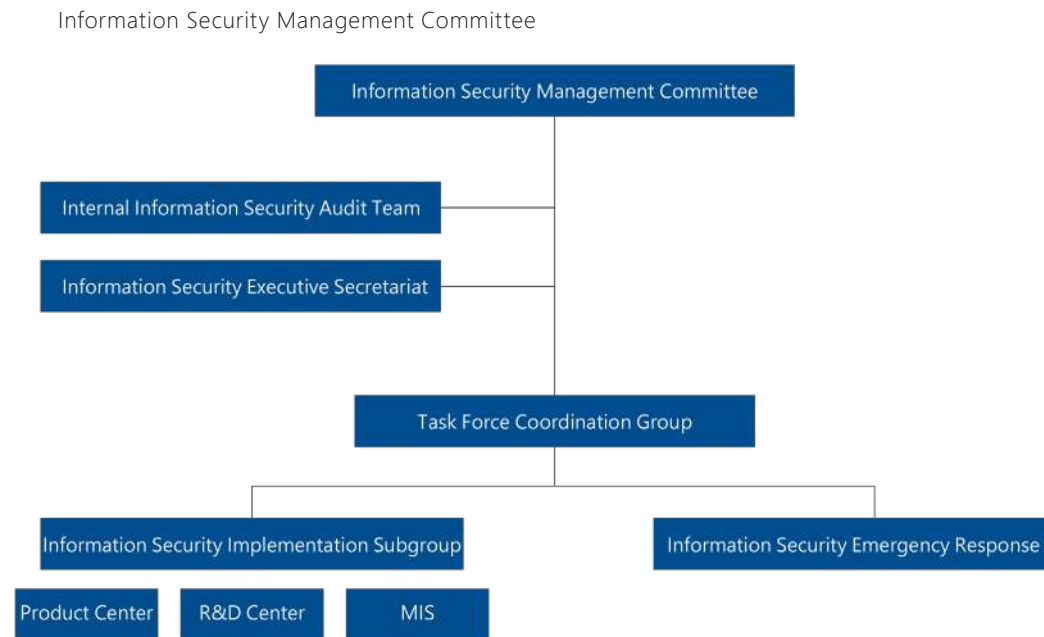 Information Security Management Committee
Information Security Management Committee
Internal Information Security Audit Team
Information Security Executive Secretariat
Task Force Coordination Group
Information Security Implementation Subgroup
Information Security Emergency Response
Product Center
R&D Center
MIS